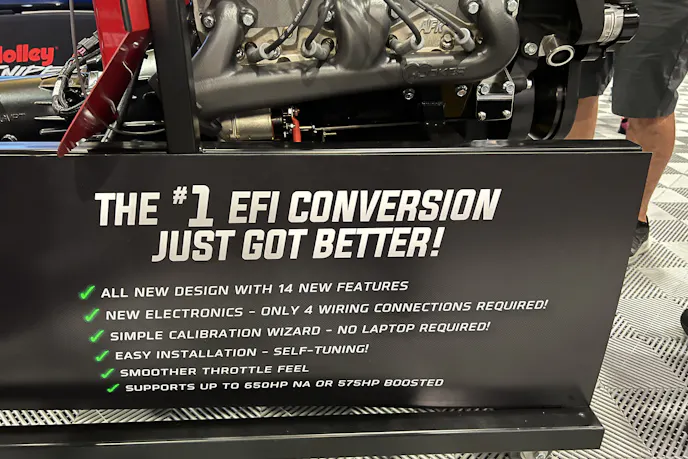 Holley
SNIPER
THE #1 EFI CONVERSION
JUST GOT BETTER!
ALL NEW DESIGN WITH 14 NEW FEATURES
NEW ELECTRONICS - ONLY 4 WIRING CONNECTIONS REQUIRED!
SIMPLE CALIBRATION WIZARD - NO LAPTOP REQUIRED!
EASY INSTALLATION - SELF-TUNING!
SMOOTHER THROTTLE FEEL
SUPPORTS UP TO 650HP NA OR 575HP BOOSTED